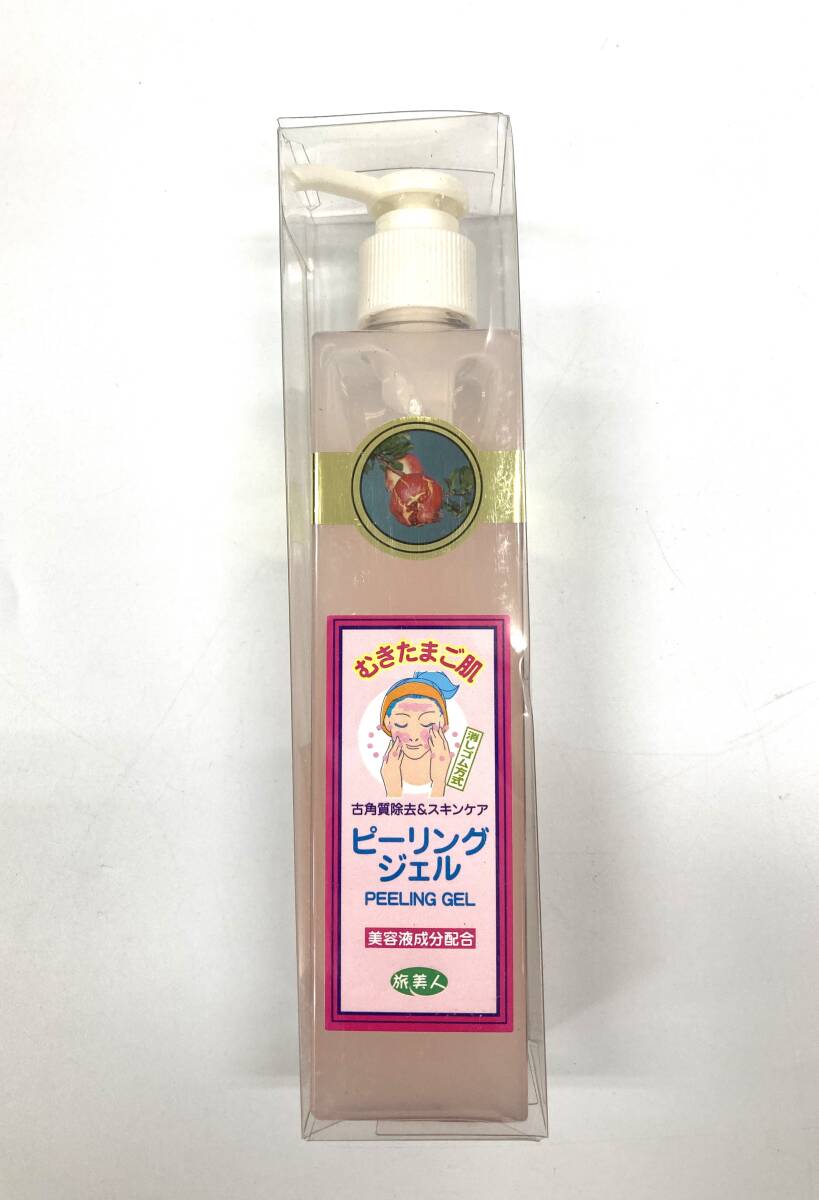 むきたまご肌
消しゴム方式
古角質除去&スキンケア
ピーリング
ジェル
PEELING GEL
美容液成分配合
旅美人